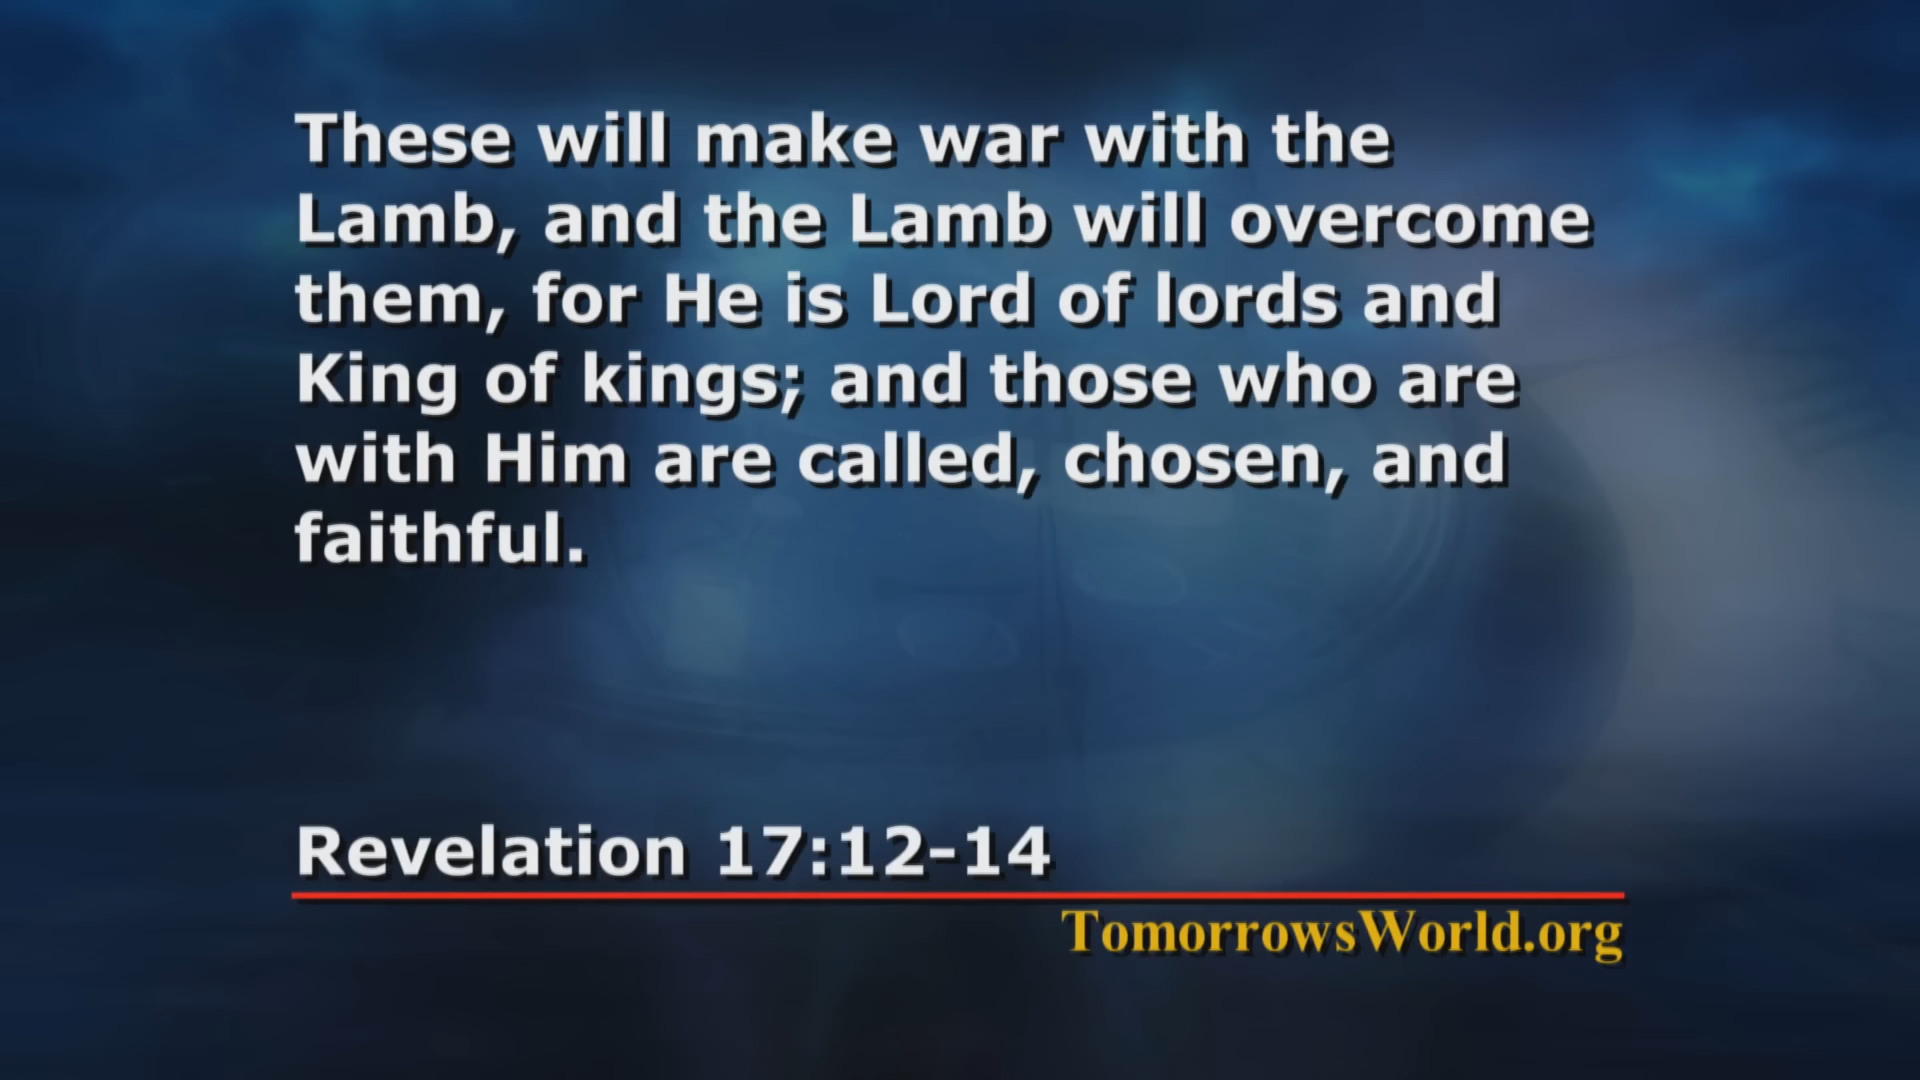 These will make war with the
Lamb, and the Lamb will overcome
them, for He is Lord of lords and
King of kings; and those who are
with Him are called, chosen, and
faithful.
Revelation 17:12-14
TomorrowsWorld.org